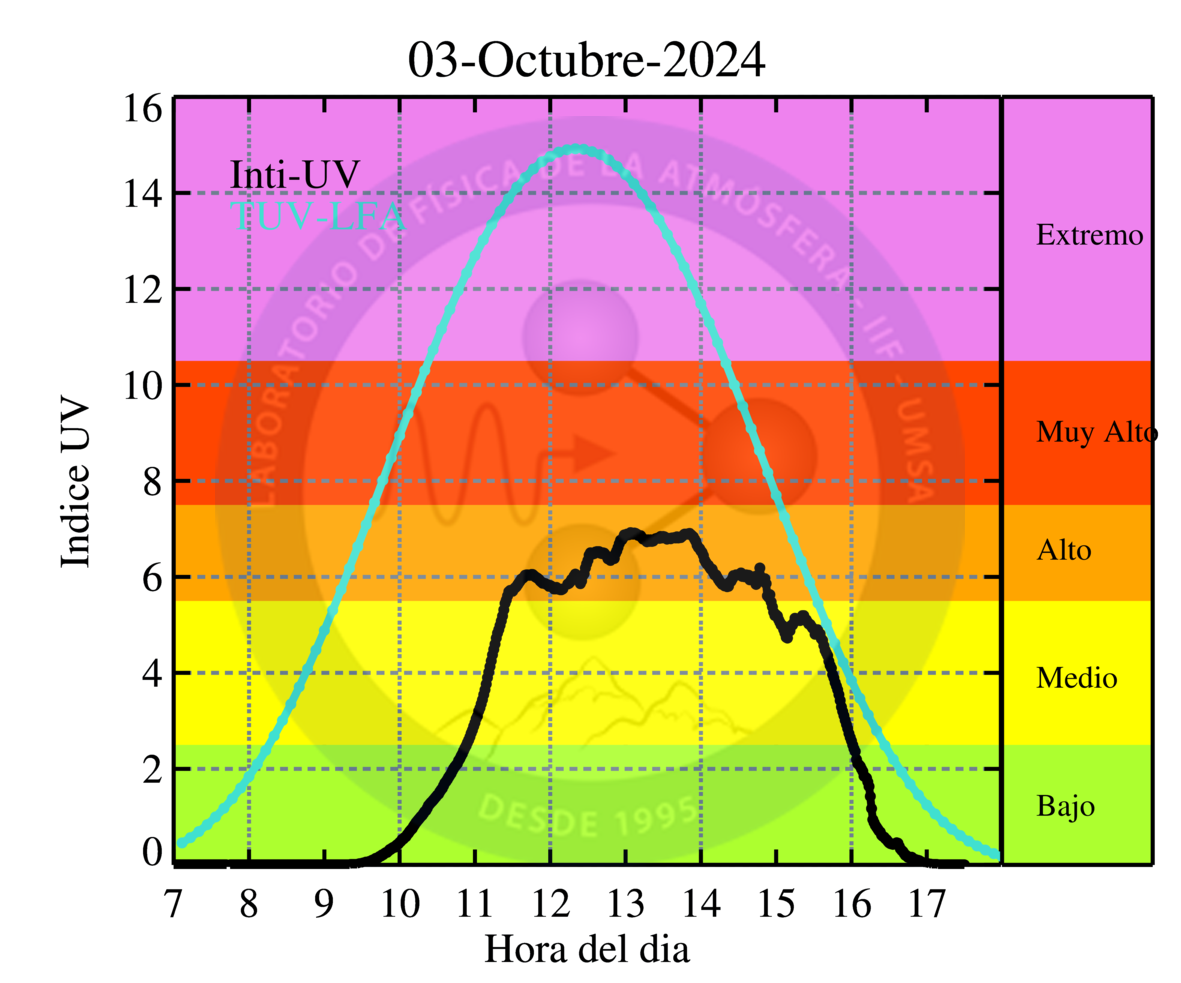 03-Octubre-2024
16
14
12
10
8
6
4
2
0
Indice UV
Inti-UV
TUV-LFA
LABORATORIO DE FÍSICA DE LA ATMÓSFERA - IIF - UMSA
DESDE 1995
Extremo
Muy Alto
Alto
Medio
Bajo
7 8 9 10 11 12 13 14 15 16 17
Hora del dia